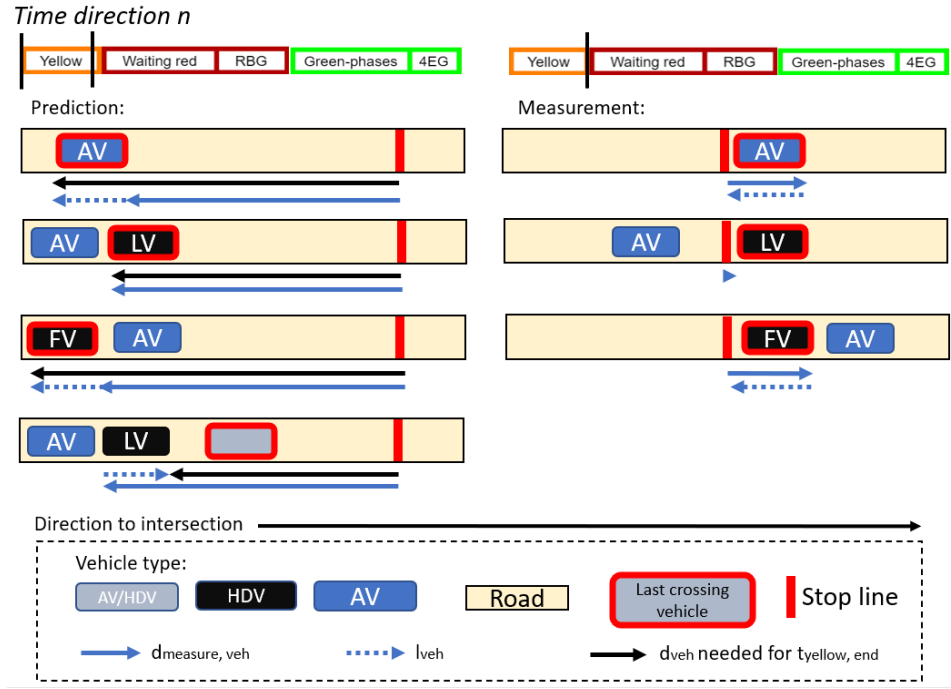 Time direction n
Yellow Waiting red RBG Green-phases 4EG
Yellow Waiting red RBG Green-phases 4EG
Prediction:
Measurement:
AV
AV
AV LV
AV LV
FV AV
FV AV
AV LV
Direction to intersection
Vehicle type:
AV/HDV HDV AV Road Last crossing
vehicle Stop line
dmeasure, veh lveh dveh needed for tyellow, end